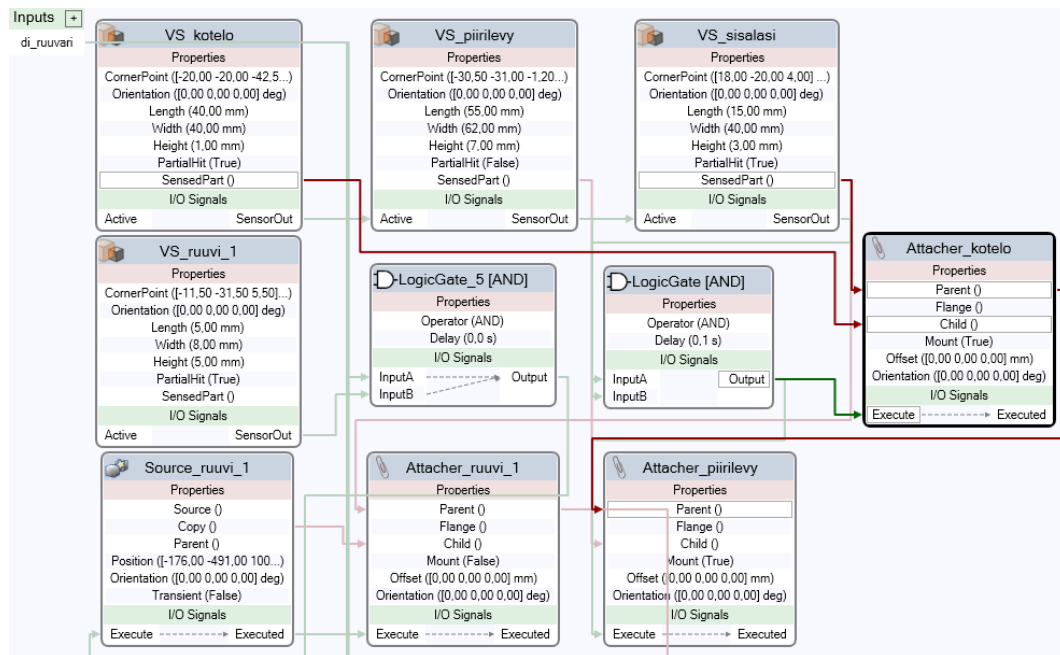 Inputs +
di_ruuvari
VS_kotelo
Properties
CornerPoint ([-20,00 -20,00 -42,5...)
Orientation ([0,00 0,00 0,00] deg)
Length (40,00 mm)
Width (40,00 mm)
Height (1,00 mm)
PartialHit (True)
SensedPart ()
I/O Signals
Active SensorOut
VS_piirilevy
Properties
CornerPoint ([-30,50 -31,00 -1,20...)
Orientation ([0,00 0,00 0,00] deg)
Length (55,00 mm)
Width (62,00 mm)
Height (7,00 mm)
PartialHit (False)
SensedPart ()
I/O Signals
Active SensorOut
VS_sisalasi
Properties
CornerPoint ([18,00 -20,00 4,00] ...)
Orientation ([0,00 0,00 0,00] deg)
Length (15,00 mm)
Width (40,00 mm)
Height (3,00 mm)
PartialHit (True)
SensedPart ()
I/O Signals
Active SensorOut
VS_ruuvi_1
Properties
CornerPoint ([-11,50 -31,50 5,50]...)
Orientation ([0,00 0,00 0,00] deg)
Length (5,00 mm)
Width (8,00 mm)
Height (5,00 mm)
PartialHit (True)
SensedPart ()
I/O Signals
Active SensorOut
LogicGate_5 [AND]
Properties
Operator (AND)
Delay (0,0 s)
I/O Signals
InputA Output
InputB
LogicGate [AND]
Properties
Operator (AND)
Delay (0,1 s)
I/O Signals
InputA Output
InputB
Attacher_kotelo
Properties
Parent ()
Flange ()
Child ()
Mount (True)
Offset ([0,00 0,00 0,00] mm)
Orientation ([0,00 0,00 0,00] deg)
I/O Signals
Execute Executed
Source_ruuvi_1
Properties
Source ()
Copy ()
Parent ()
Position ([-176,00 -491,00 100...)
Orientation ([0,00 0,00 0,00] deg)
Transient (False)
I/O Signals
Execute Executed
Attacher_ruuvi_1
Properties
Parent ()
Flange ()
Child ()
Mount (False)
Offset ([0,00 0,00 0,00] mm)
Orientation ([0,00 0,00 0,00] deg)
I/O Signals
Execute Executed
Attacher_piirilevy
Properties
Parent ()
Flange ()
Child ()
Mount (True)
Offset ([0,00 0,00 0,00] mm)
Orientation ([0,00 0,00 0,00] deg)
I/O Signals
Execute Executed